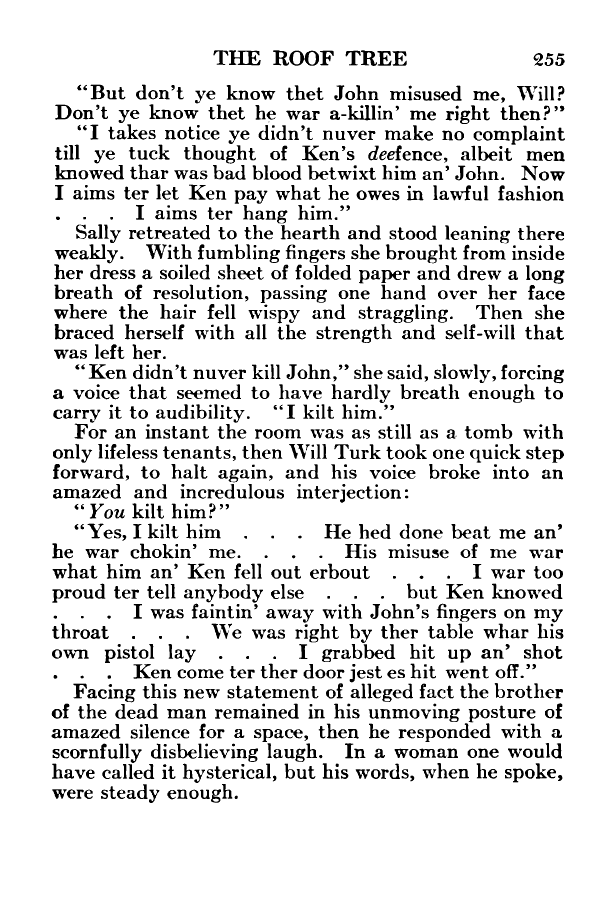 THE ROOF TREE 255
"But don't ye know thet John misused me, Will?
Don't ye know thet he war a-killin' me right then?"
"I takes notice ye didn't nuver make no complaint
till ye tuck thought of Ken's deefence, albeit men
knowed thar was bad blood betwixt him an' John. Now
I aims ter let Ken pay what he owes in lawful fashion
. . . I aims ter hang him."
Sally retreated to the hearth and stood leaning there
weakly. With fumbling fingers she brought from inside
her dress a soiled sheet of folded paper and drew a long
breath of resolution, passing one hand over her face
where the hair fell wispy and straggling. Then she
braced herself with all the strength and self-will that
was left her.
"Ken didn't nuver kill John," she said, slowly, forcing
a voice that seemed to have hardly breath enough to
carry it to audibility. "I kilt him."
For an instant the room was as still as a tomb with
only lifeless tenants, then Will Turk took one quick step
forward, to halt again, and his voice broke into an
amazed and incredulous interjection:
"You kilt him?"
"Yes, I kilt him . . . He hed done beat me an'
he war chokin' me. . . . His misuse of me war
what him an' Ken fell out erbout . . . I war too
proud ter tell anybody else . . . but Ken knowed
. . . I was faintin' away with John's fingers on my
throat . . . We was right by ther table whar his
own pistol lay . . . I grabbed hit up an' shot
. . . Ken come ter ther door jest es hit went off."
Facing this new statement of alleged fact the brother
of the dead man remained in his unmoving posture of
amazed silence for a space, then he responded with a
scornfully disbelieving laugh. In a woman one would
have called it hysterical, but his words, when he spoke,
were steady enough.